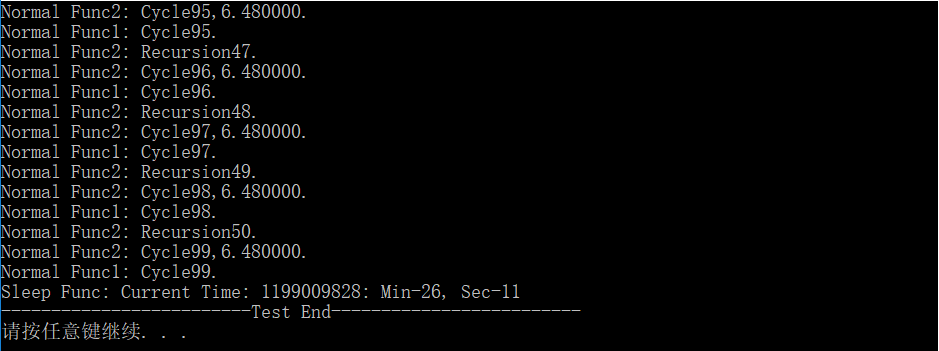 Normal Func2: Cycle95,6.480000.
Normal Func1: Cycle95.
Normal Func2: Recursion47.
Normal Func2: Cycle96,6.480000.
Normal Func1: Cycle96.
Normal Func2: Recursion48.
Normal Func2: Cycle97,6.480000.
Normal Func1: Cycle97.
Normal Func2: Recursion49.
Normal Func2: Cycle98,6.480000.
Normal Func1: Cycle98.
Normal Func2: Recursion50.
Normal Func2: Cycle99,6.480000.
Normal Func1: Cycle99.
Sleep Func: Current Time: 1199009828: Min-26, Sec-11
-------------------------Test End-------------------------
请按任意键继续. . .